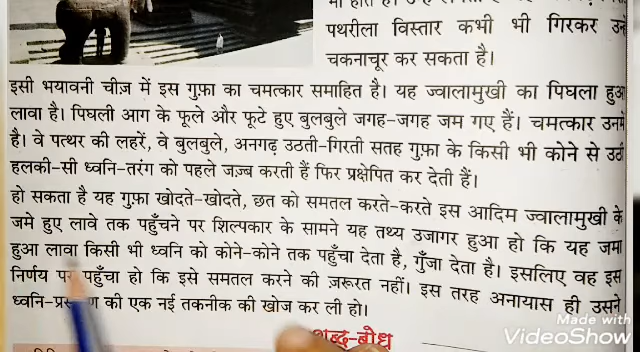 पथरीला विस्तार कभी भी गिरकर
चकनाचूर कर सकता है।
इसी भयावनी चीज़ में इस गुफ़ा का चमत्कार समाहित है। यह ज्वालामुखी का पिघला हुआ
लावा है। पिघली आग के फूले और फूटे हुए बुलबुले जगह-जगह जम गए हैं। चमत्कार उनमें
है। वे पत्थर की लहरें, वे बुलबुले, अनगढ़ उठती-गिरती सतह गुफ़ा के किसी भी कोने से उठी
हलकी-सी ध्वनि-तरंग को पहले जज़्ब करती हैं फिर प्रक्षेपित कर देती हैं।
हो सकता है यह गुफ़ा खोदते-खोदते, छत को समतल करते-करते इस आदिम ज्वालामुखी के
जमे हुए लावे तक पहुँचने पर शिल्पकार के सामने यह तथ्य उजागर हुआ हो कि यह जमा
हुआ लावा किसी भी ध्वनि को कोने-कोने तक पहुँचा देता है, गुँजा देता है। इसलिए वह इस
निर्णय पर पहुँचा हो कि इसे समतल करने की ज़रूरत नहीं। इस तरह अनायास ही उसने
की एक नई तकनीक की खोज कर ली हो।
शब्द-बोध
Made with
VideoShow